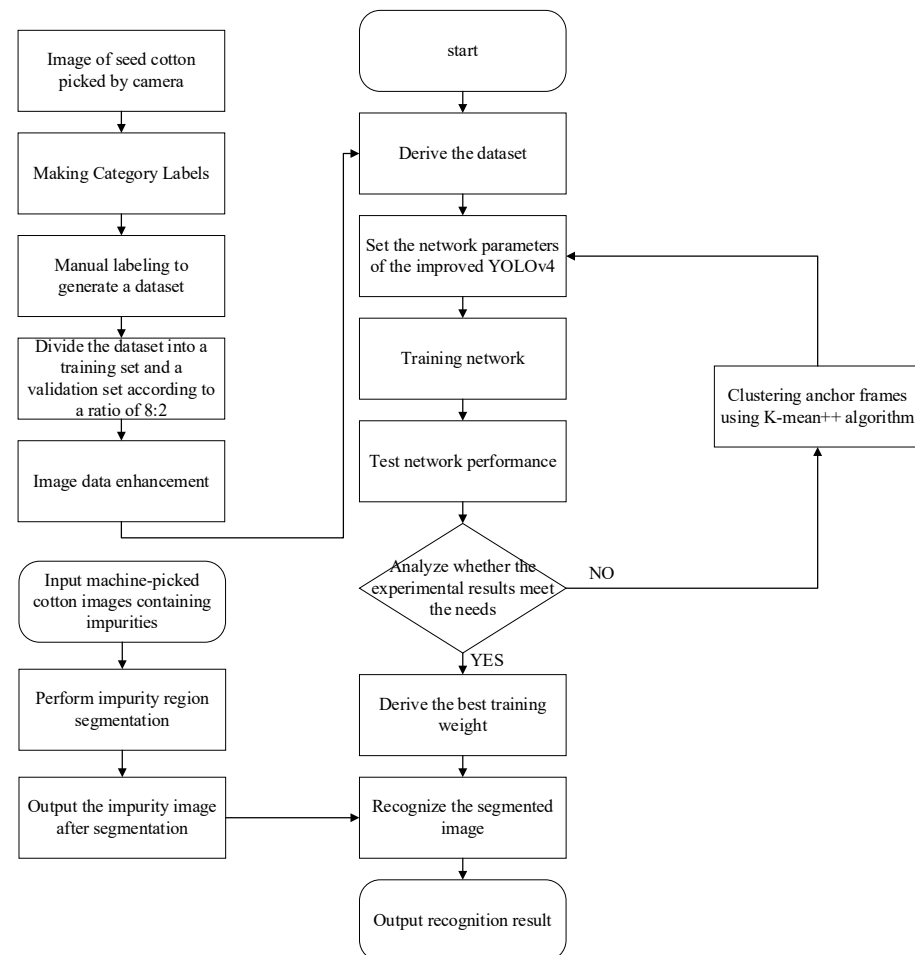 Image of seed cotton
picked by camera
Making Category Labels
Manual labeling to
generate a dataset
Divide the dataset into a
training set and a
validation set according to
a ratio of 8:2
Image data enhancement
Input machine-picked
cotton images containing
impurities
Perform impurity region
segmentation
Output the impurity image
after segmentation
start
Derive the dataset
Set the network parameters
of the improved YOLOv4
Training network
Test network performance
Analyze whether the
experimental results meet
the needs
NO
YES
Clustering anchor frames
using K-mean++ algorithm
Derive the best training
weight
Recognize the segmented
image
Output recognition result